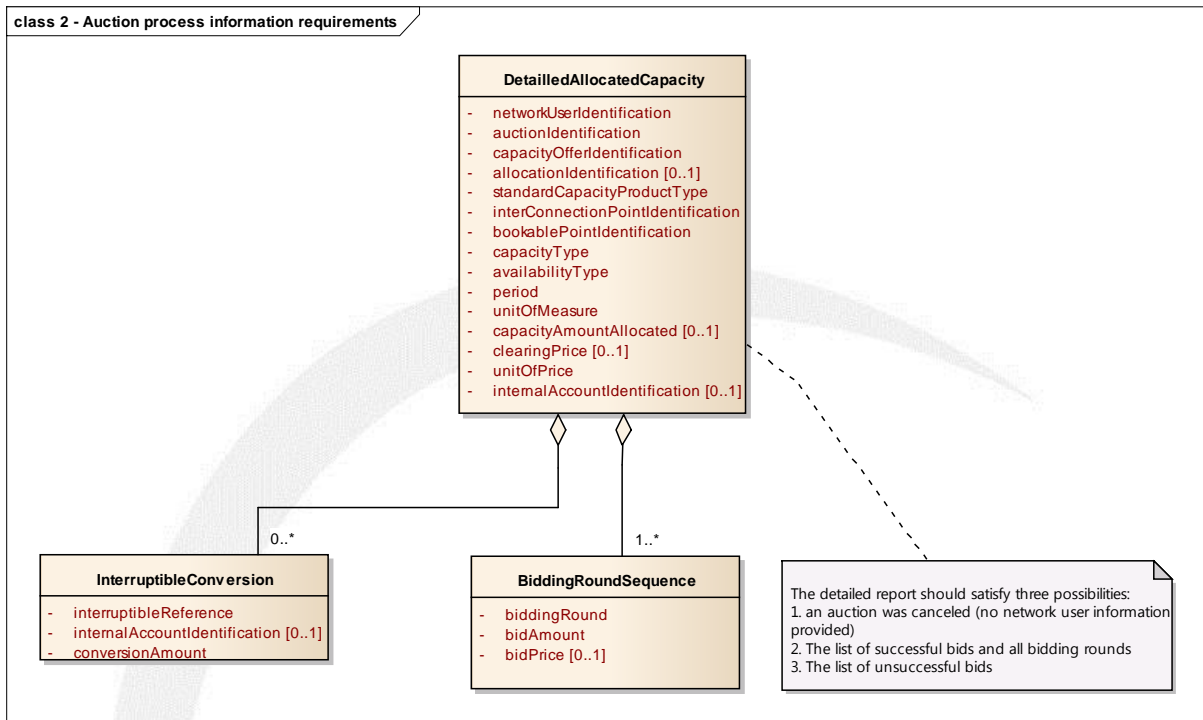 class 2 - Auction process information requirements
DetailledAllocatedCapacity
- networkUserIdentification
- auctionIdentification
- capacityOfferIdentification
- allocationIdentification [0..1]
- standardCapacityProductType
- interConnectionPointIdentification
- bookablePointIdentification
- capacityType
- availabilityType
- period
- unitOfMeasure
- capacityAmountAllocated [0..1]
- clearingPrice [0..1]
- unitOfPrice
- internalAccountIdentification [0..1]
0..*
1..*
InterruptibleConversion
- interruptibleReference
- internalAccountIdentification [0..1]
- conversionAmount
BiddingRoundSequence
- biddingRound
- bidAmount
- bidPrice [0..1]
The detailed report should satisfy three possibilities:
1. an auction was canceled (no network user information
provided)
2. The list of successful bids and all bidding rounds
3. The list of unsuccessful bids